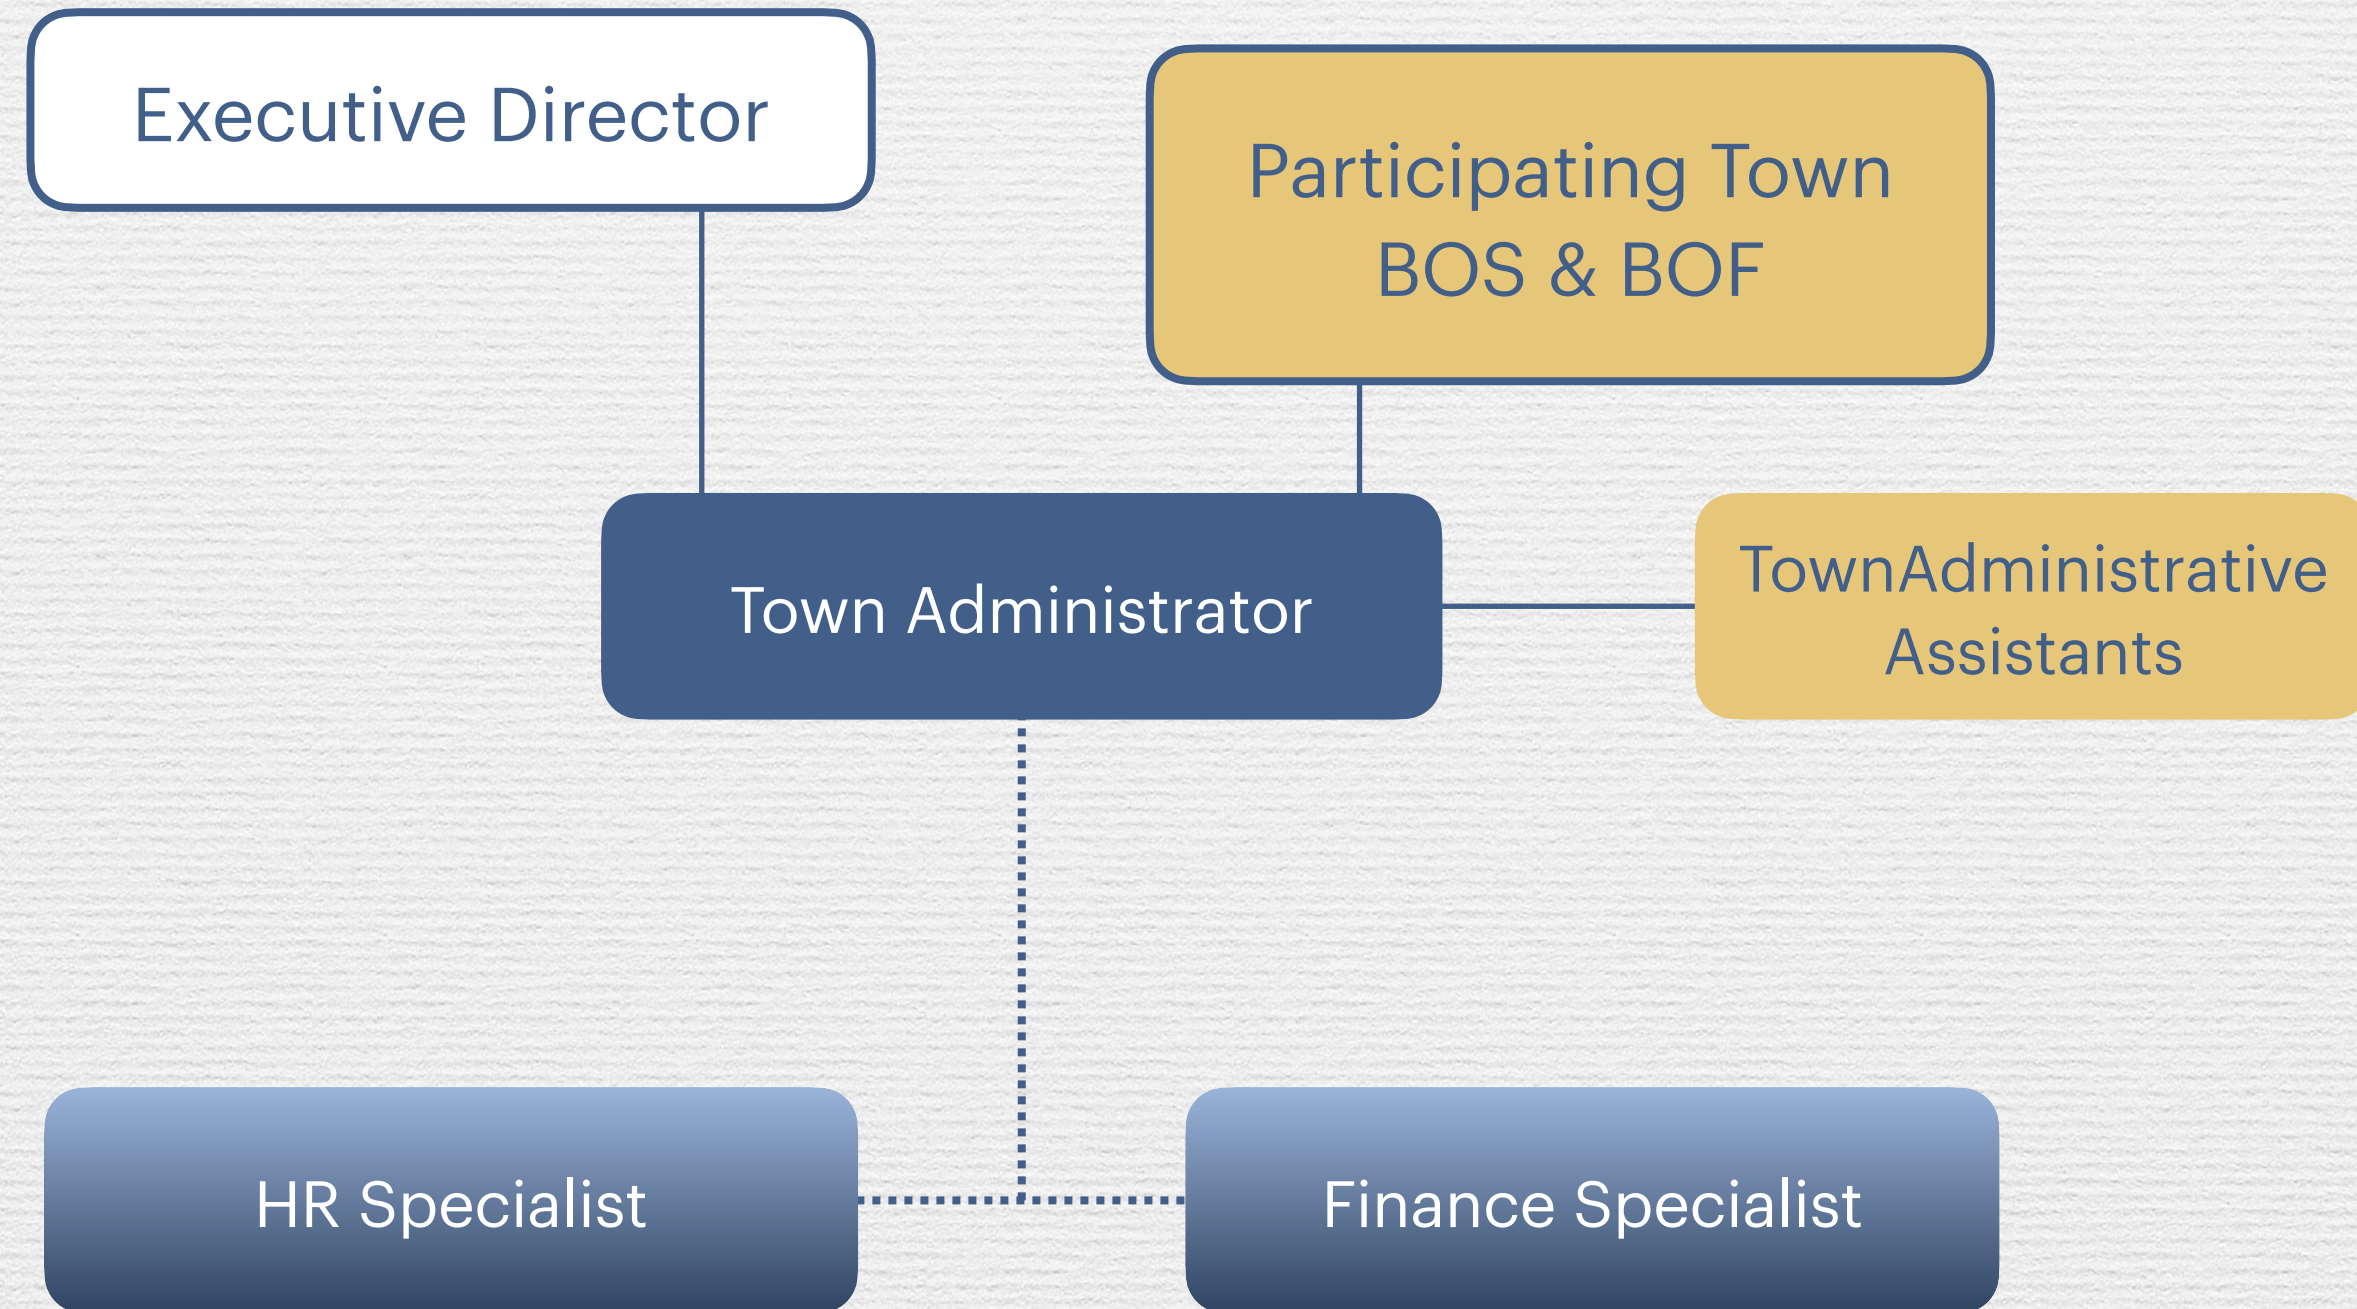 Executive Director
Participating Town
BOS & BOF
Town Administrator
TownAdministrative
Assistants
HR Specialist
Finance Specialist